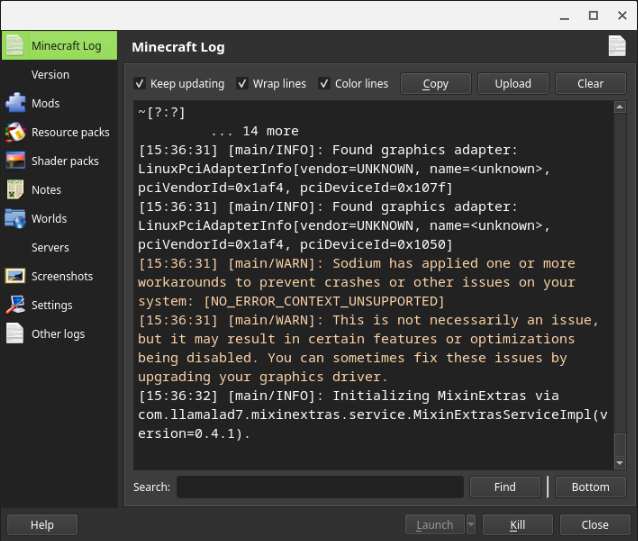 Minecraft Log
Version
Mods
Resource packs
Shader packs
Notes
Worlds
Servers
Screenshots
Settings
Other logs
Minecraft Log
Keep updating Wrap lines Color lines Copy Upload Clear
~[?:?]
... 14 more
[15:36:31] [main/INFO]: Found graphics adapter:
LinuxPciAdapterInfo[vendor=UNKNOWN, name=<unknown>,
pciVendorId=0x1af4, pciDeviceId=0x107f]
[15:36:31] [main/INFO]: Found graphics adapter:
LinuxPciAdapterInfo[vendor=UNKNOWN, name=<unknown>,
pciVendorId=0x1af4, pciDeviceId=0x1050]
[15:36:31] [main/WARN]: Sodium has applied one or more
workarounds to prevent crashes or other issues on your
system: [NO_ERROR_CONTEXT_UNSUPPORTED]
[15:36:31] [main/WARN]: This is not necessarily an issue,
but it may result in certain features or optimizations
being disabled. You can sometimes fix these issues by
upgrading your graphics driver.
[15:36:32] [main/INFO]: Initializing MixinExtras via
com.llamalad7.mixinextras.service.MixinExtrasServiceImpl(v
ersion=0.4.1).
Search: Find Bottom
Help Launch Kill Close